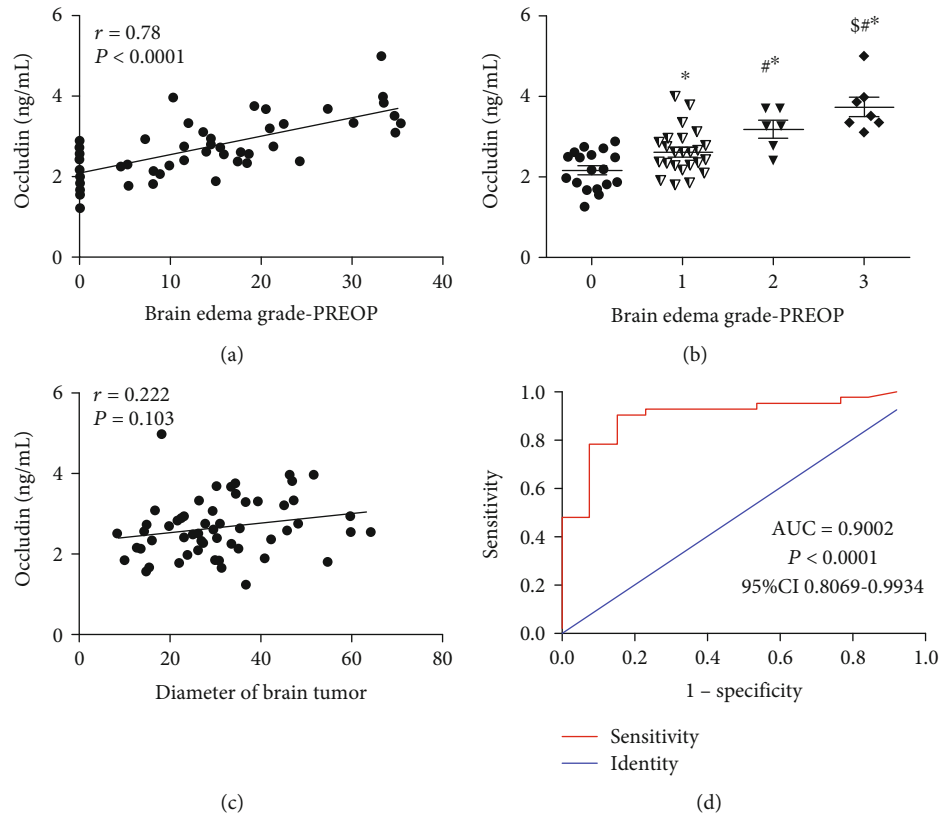 r = 0.78
P < 0.0001
Occludin (ng/mL)
6
4
2
0
0 10 20 30 40
Brain edema grade-PREOP
(a)
Occludin (ng/mL)
6
4
2
0
*
#*
$#*
0 1 2 3
Brain edema grade-PREOP
(b)
r = 0.222
P = 0.103
Occludin (ng/mL)
6
4
2
0
0 20 40 60 80
Diameter of brain tumor
(c)
Sensitivity
1.0
0.8
0.6
0.4
0.2
0.0
AUC = 0.9002
P < 0.0001
95%CI 0.8069-0.9934
0.0 0.2 0.4 0.6 0.8 1.0
1 – specificity
Sensitivity
Identity
(d)